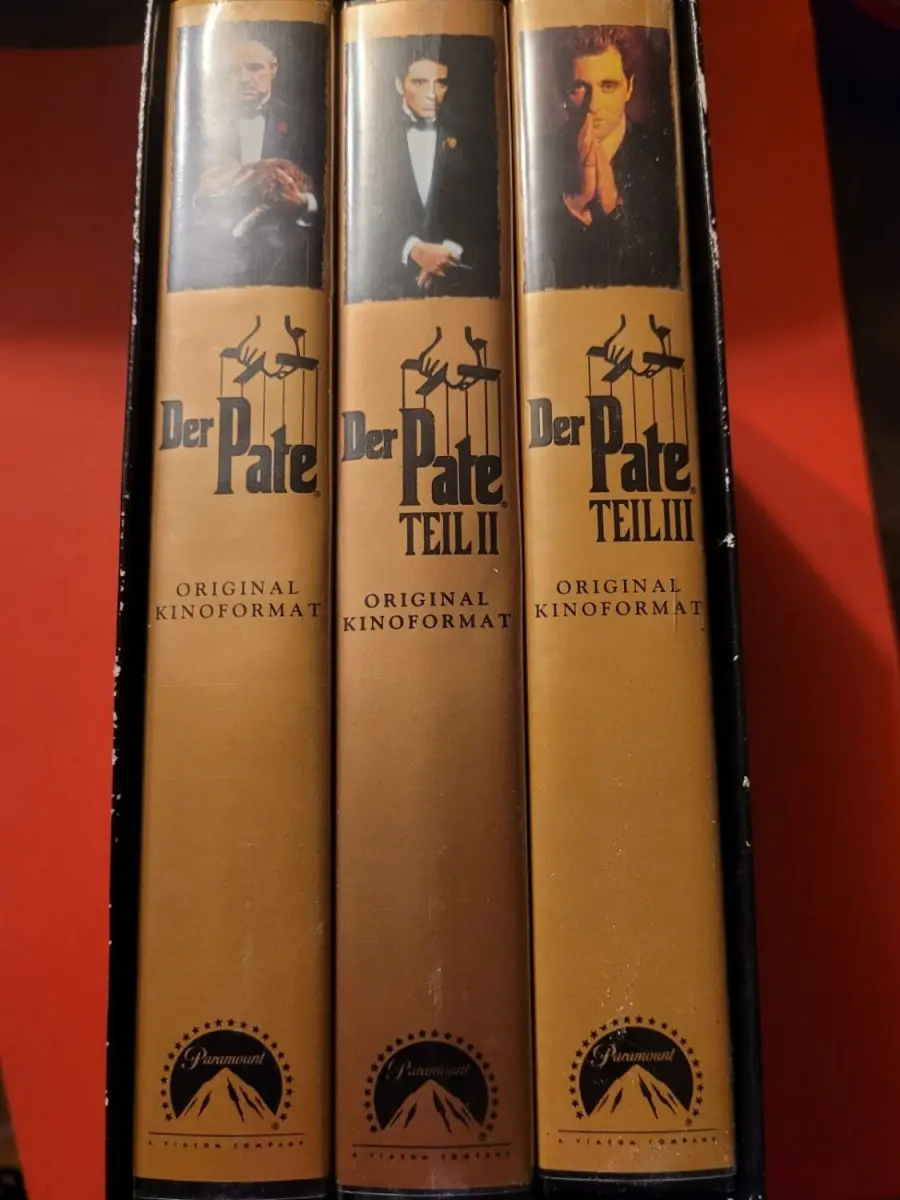 Der Pate®
ORIGINAL
KINOFORMAT
Paramount®
A VIACOM COMPANY
Der Pate®
TEIL II
ORIGINAL
KINOFORMAT
Paramount®
A VIACOM COMPANY
Der Pate®
TEIL III
ORIGINAL
KINOFORMAT
Paramount®
A VIACOM COMPANY